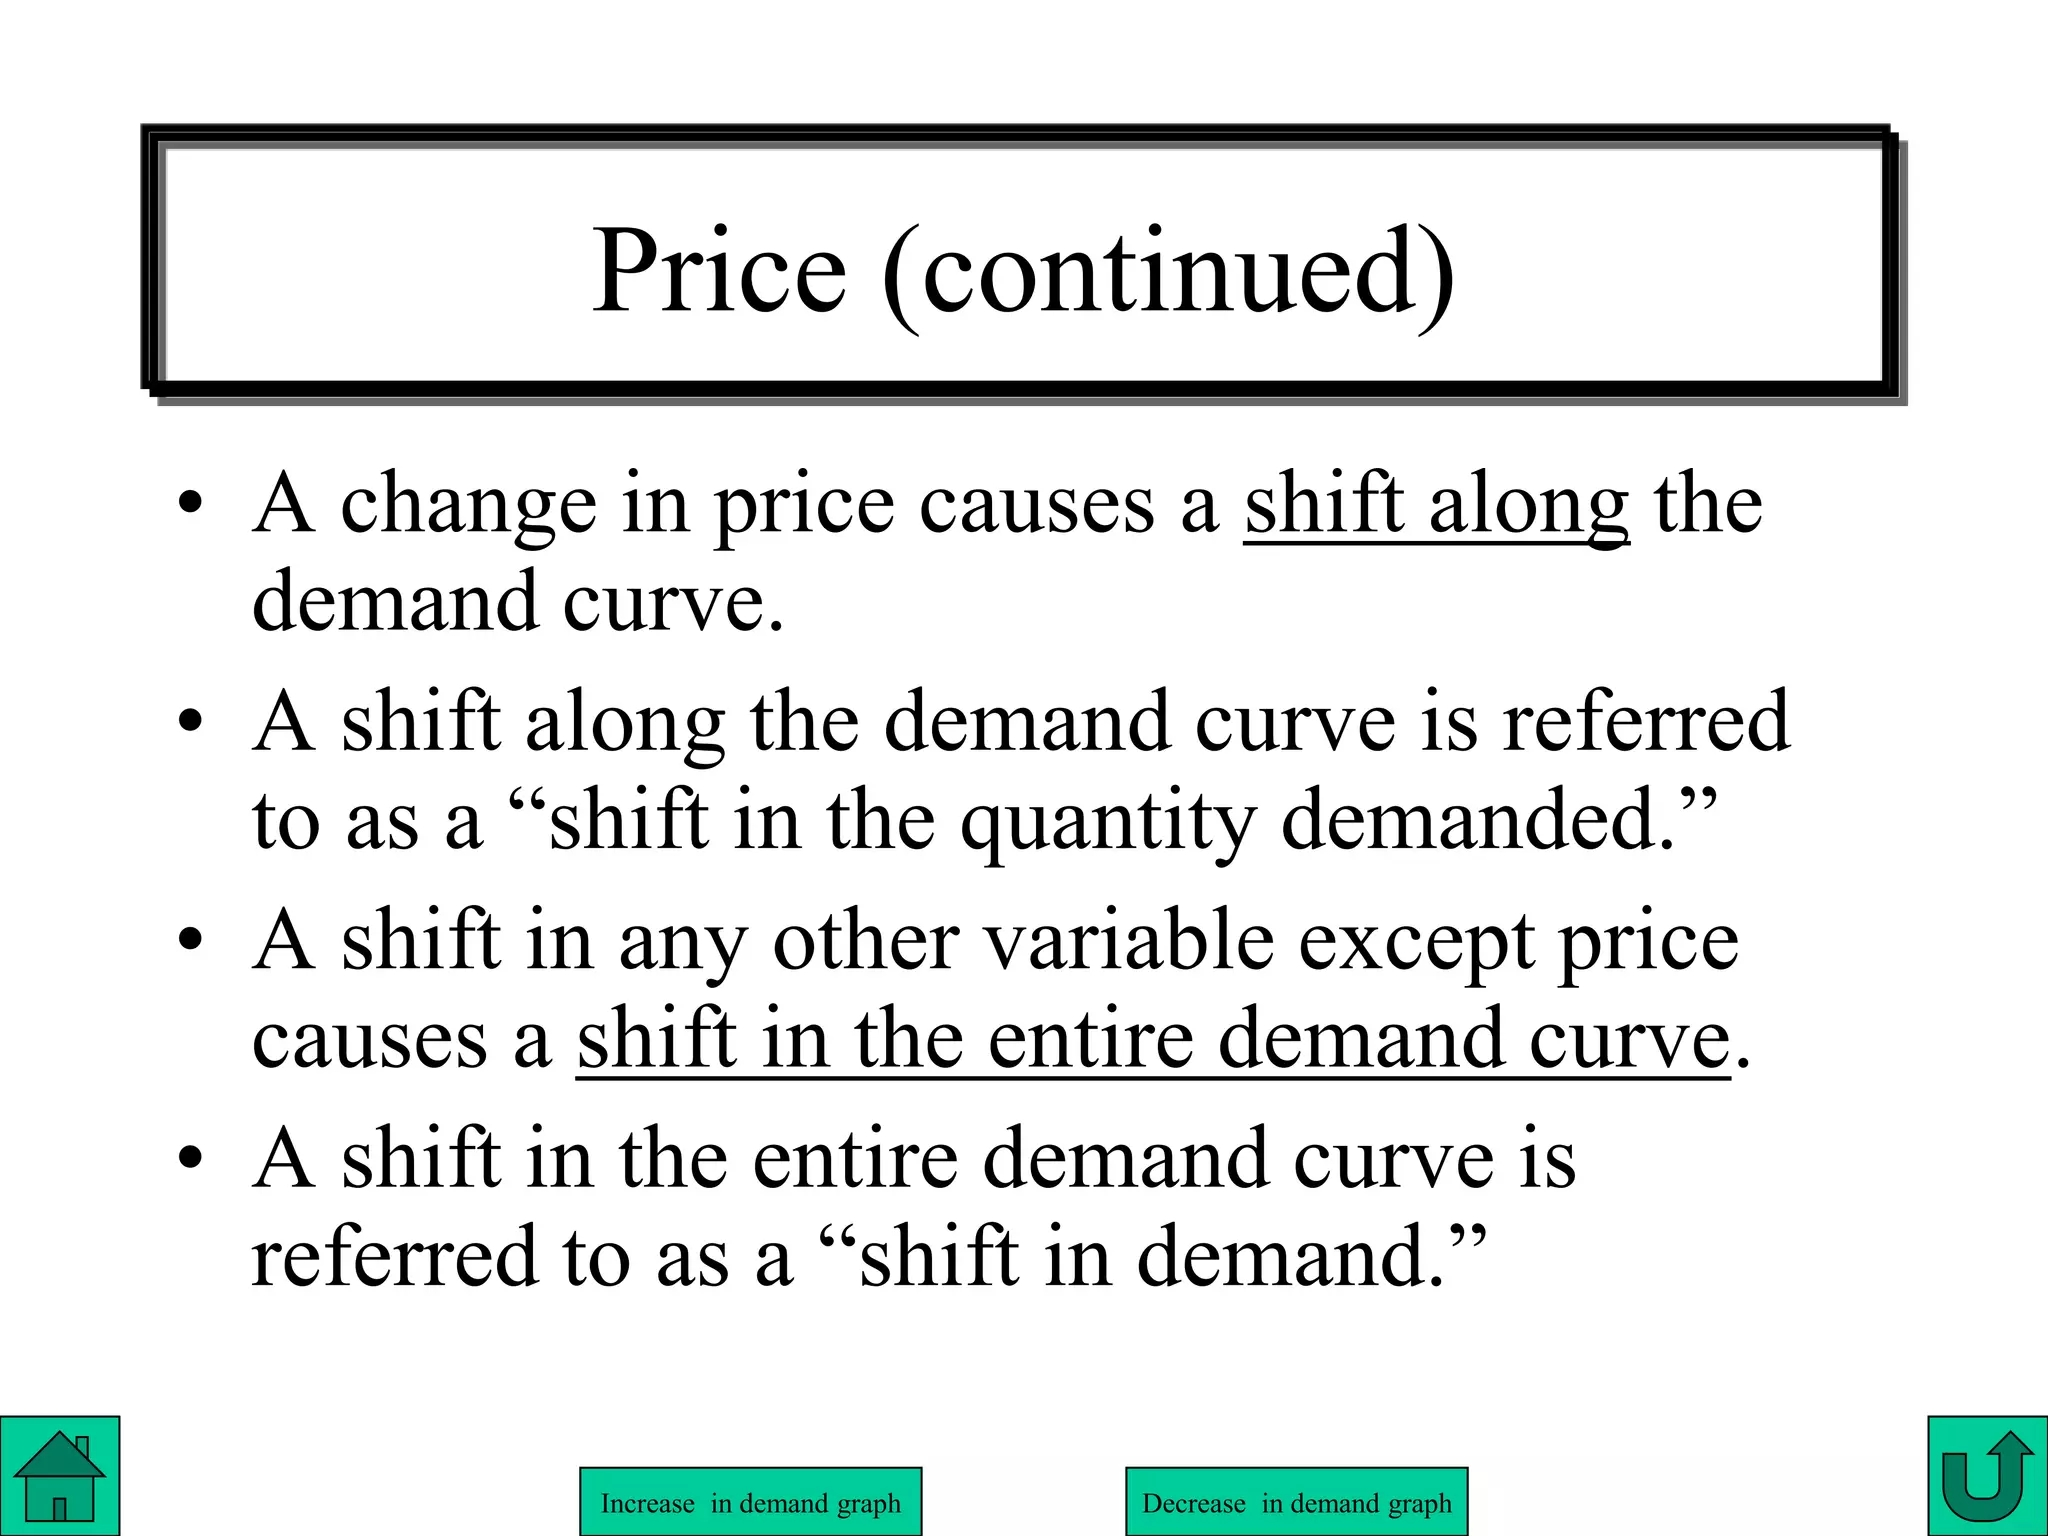 Price (continued)
• A change in price causes a shift along the
demand curve.
• A shift along the demand curve is referred
to as a “shift in the quantity demanded.”
• A shift in any other variable except price
causes a shift in the entire demand curve.
• A shift in the entire demand curve is
referred to as a “shift in demand.”
Increase  in demand graph
Decrease  in demand graph